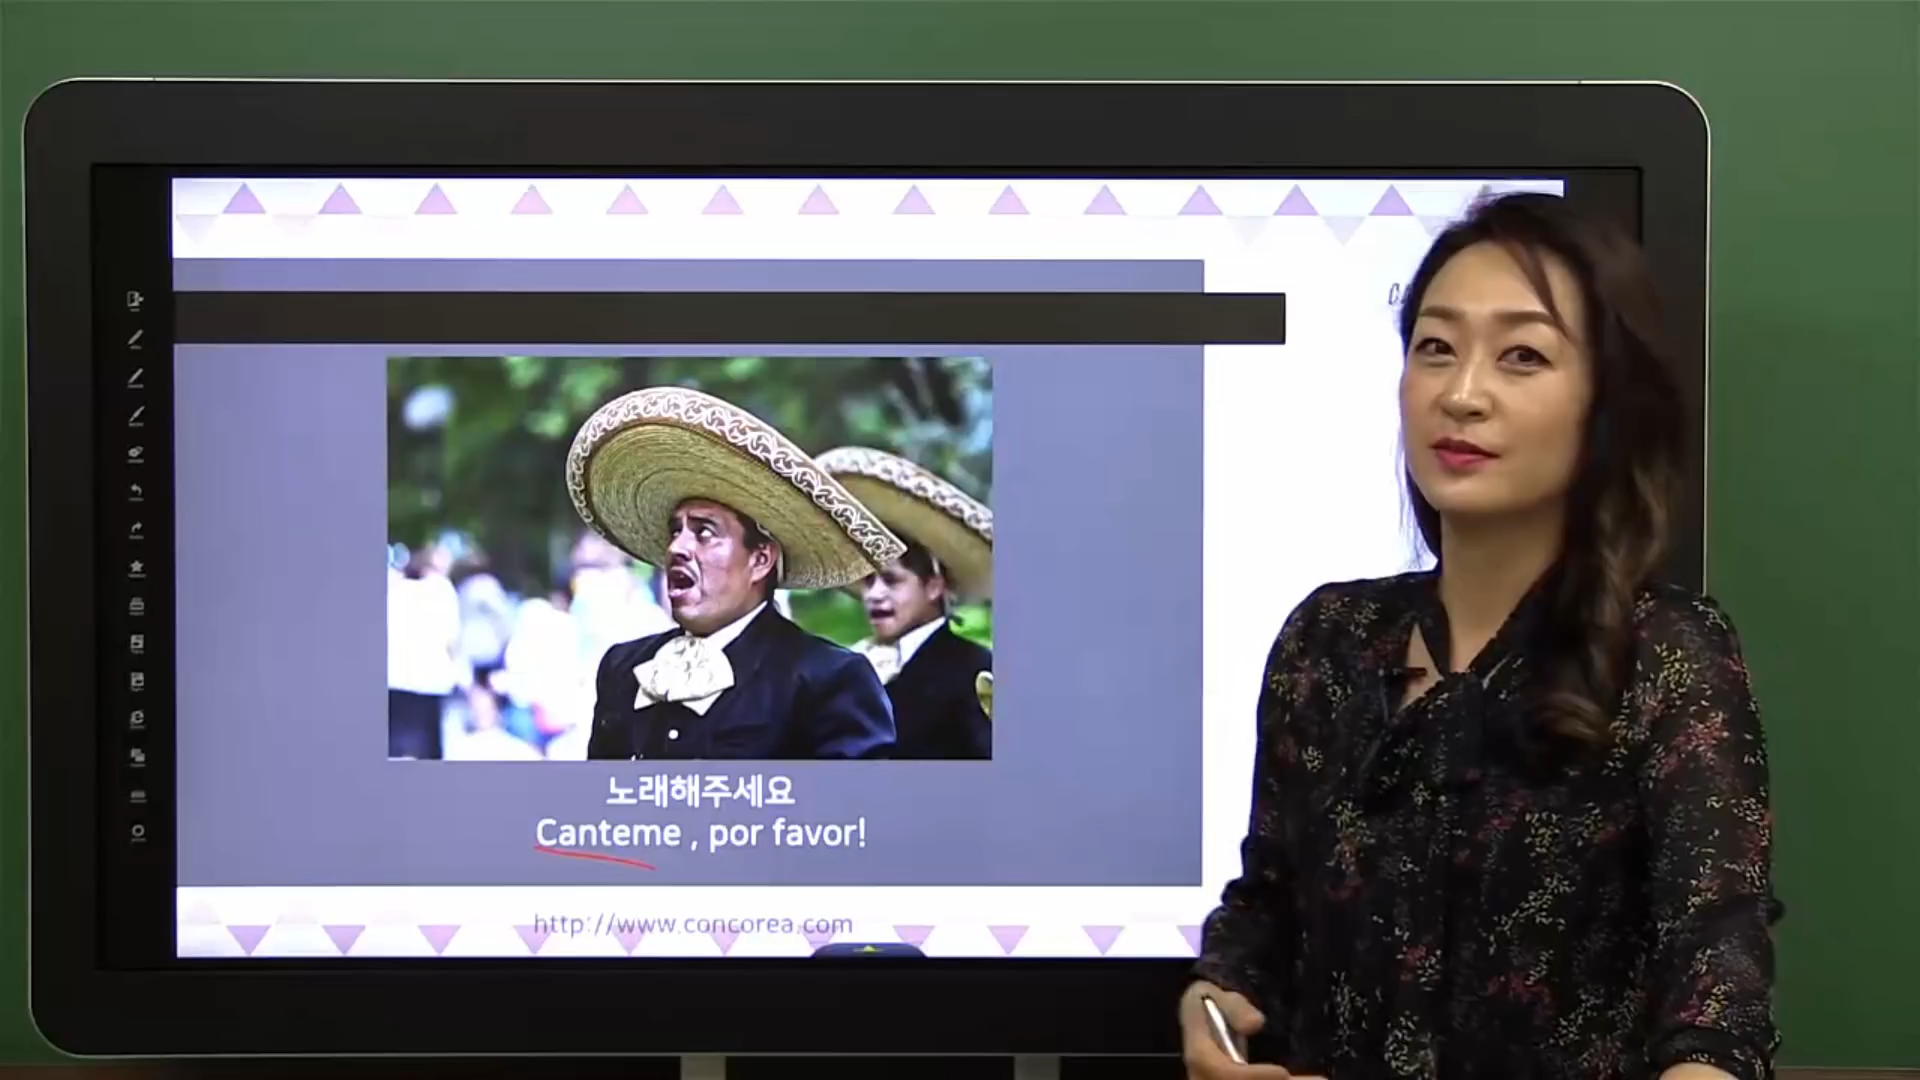 노래해주세요
Canteme , por favor!
http://www.concorea.com